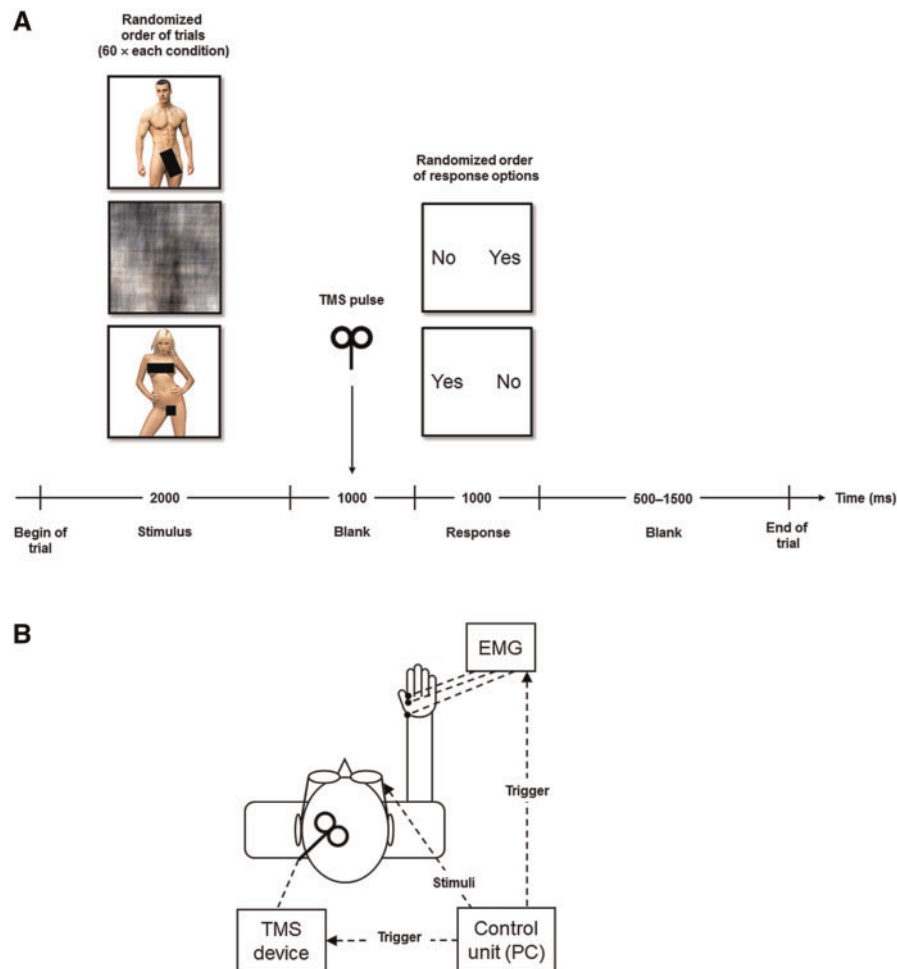 A
Randomized
order of trials
(60 × each condition)
Randomized order
of response options
No Yes
TMS pulse
Yes No
2000 1000 1000 500–1500 Time (ms)
Begin of
trial
Stimulus Blank Response Blank End of
trial
B
EMG
Trigger
Stimuli
TMS
device
Trigger
Control
unit (PC)